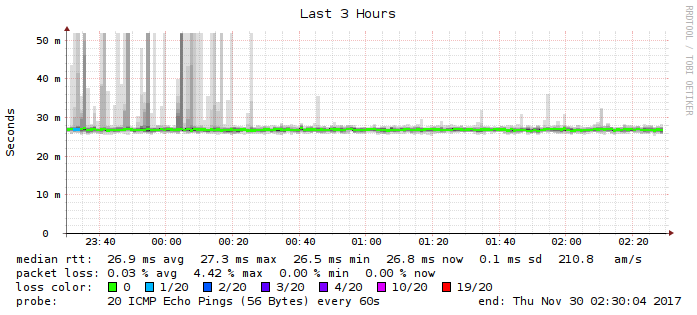 Last 3 Hours
RRDTOOL / TOBI OETIKER
Seconds
50 m
40 m
30 m
20 m
10 m
0
23:40 00:00 00:20 00:40 01:00 01:20 01:40 02:00 02:20
median rtt: 26.9 ms avg 27.3 ms max 26.5 ms min 26.8 ms now 0.1 ms sd 210.8 am/s
packet loss: 0.03 % avg 4.42 % max 0.00 % min 0.00 % now
loss color: 0 1/20 2/20 3/20 4/20 10/20 19/20
probe: 20 ICMP Echo Pings (56 Bytes) every 60s end: Thu Nov 30 02:30:04 2017